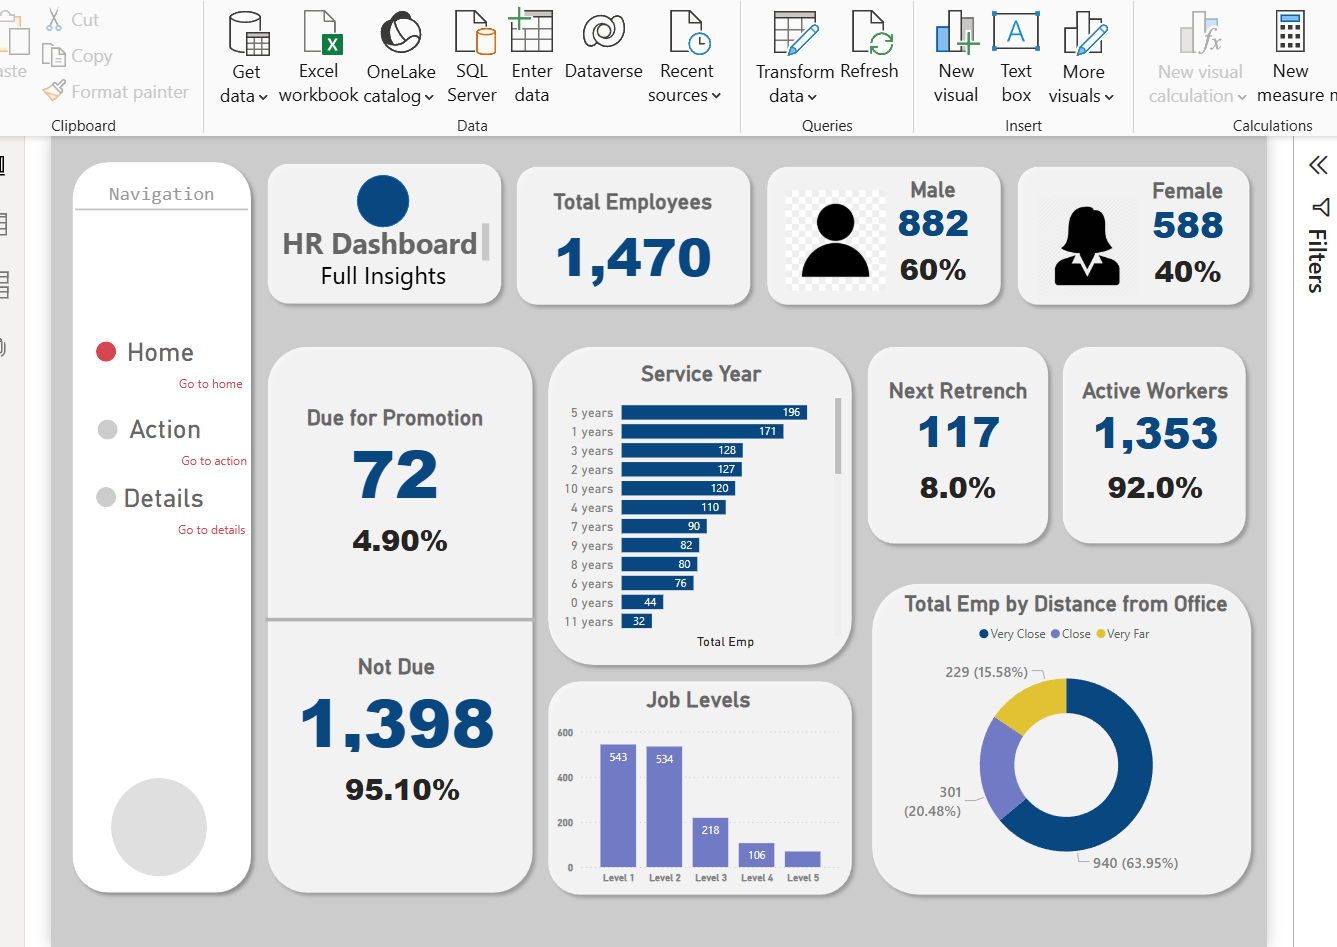 Cut
Copy
Format painter
Clipboard
Get
data
Excel
workbook
OneLake
catalog
SQL
Server
Enter
data
Dataverse
Recent
sources
Data
Transform
data
Refresh
Queries
New
visual
Text
box
More
visuals
Insert
New visual
calculation
New
measure
Calculations
Filters
Navigation
Home
Go to home
Action
Go to action
Details
Go to details
HR Dashboard
Full Insights
Total Employees
1,470
Male
882
60%
Female
588
40%
Due for Promotion
72
4.90%
Not Due
1,398
95.10%
Service Year
5 years 196
1 years 171
3 years 128
2 years 127
10 years 120
4 years 110
7 years 90
9 years 82
8 years 80
6 years 76
0 years 44
11 years 32
Total Emp
Job Levels
600
400
200
0
543
534
218
106
Level 1 Level 2 Level 3 Level 4 Level 5
Next Retrench
117
8.0%
Active Workers
1,353
92.0%
Total Emp by Distance from Office
Very Close Close Very Far
229 (15.58%)
301
(20.48%)
940 (63.95%)